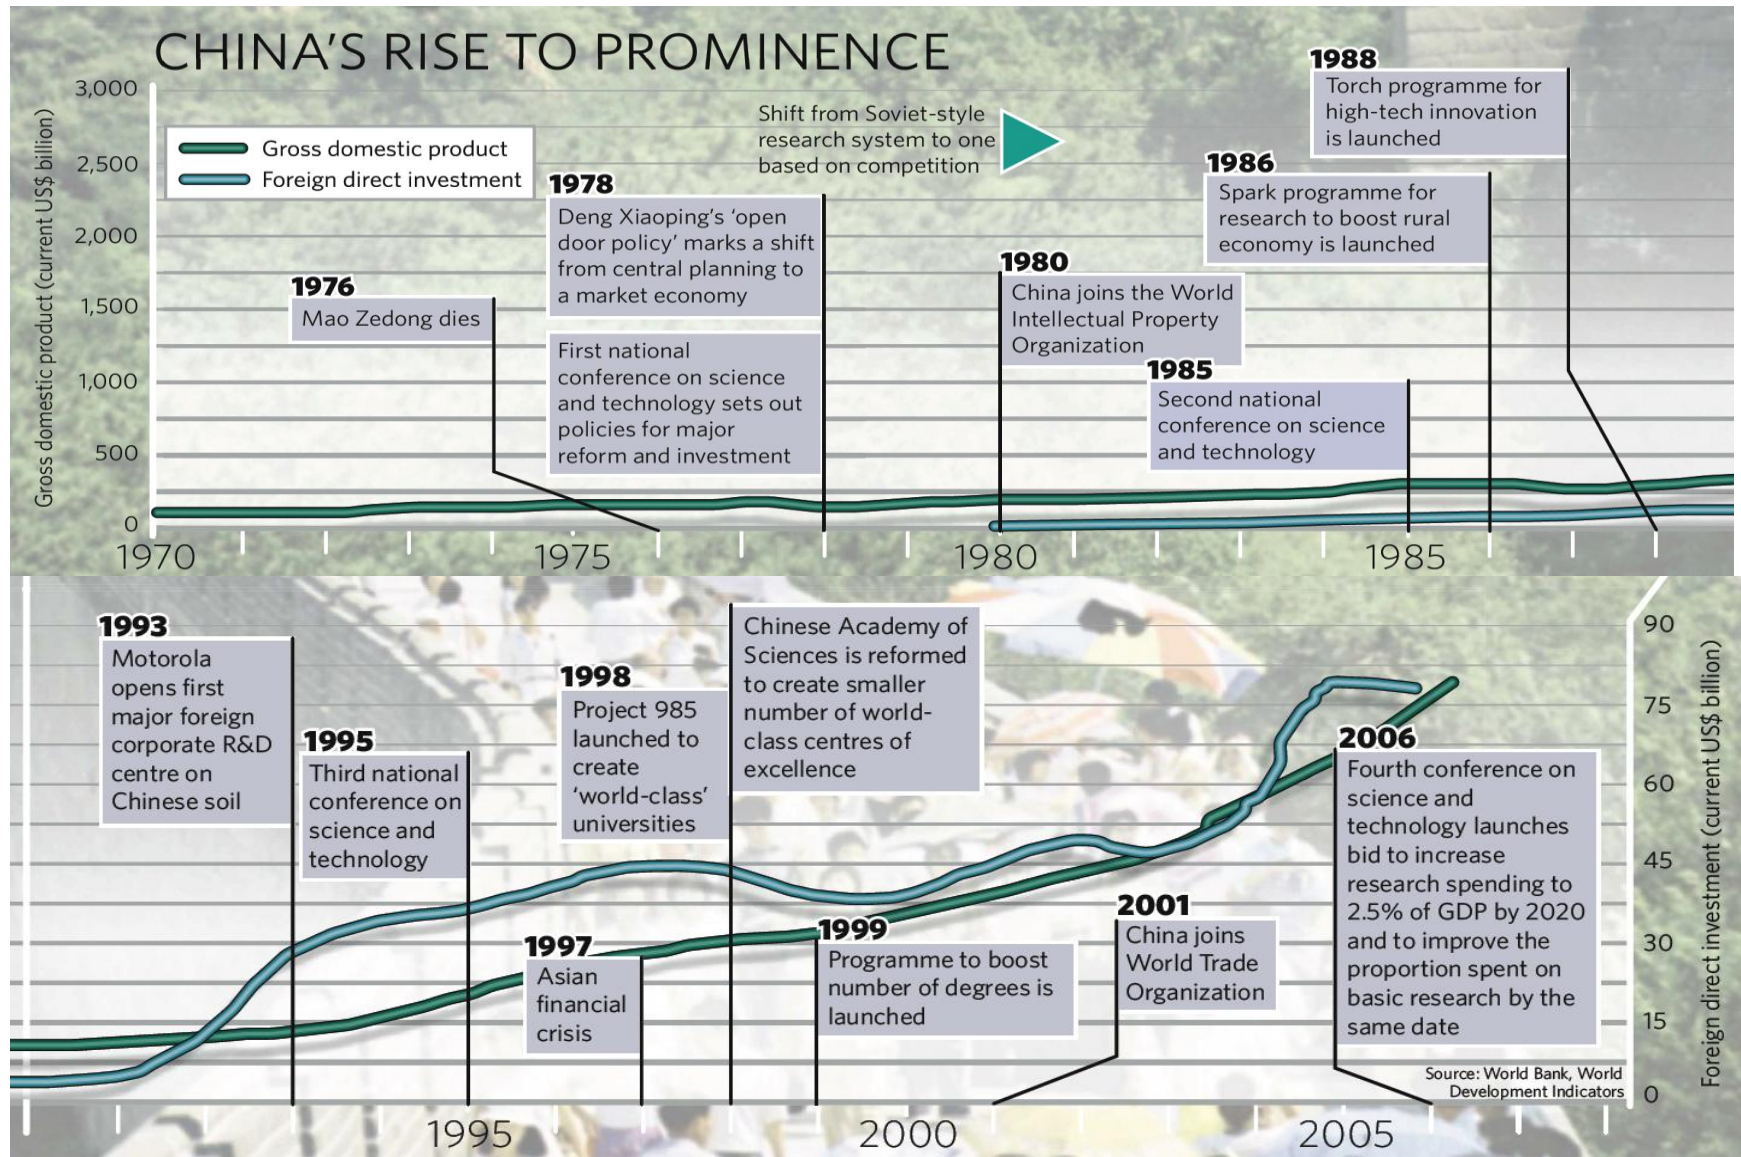 CHINA'S RISE TO PROMINENCE
Gross domestic product (current US$ billion)
3,000
2,500
2,000
1,500
1,000
500
0
Gross domestic product
Foreign direct investment
Shift from Soviet-style
research system to one
based on competition
1976
Mao Zedong dies
1978
Deng Xiaoping's 'open
door policy' marks a shift
from central planning to
a market economy
First national
conference on science
and technology sets out
policies for major
reform and investment
1980
China joins the World
Intellectual Property
Organization
1985
Second national
conference on science
and technology
1986
Spark programme for
research to boost rural
economy is launched
1988
Torch programme for
high-tech innovation
is launched
1970
1975
1980
1985
1993
Motorola
opens first
major foreign
corporate R&D
centre on
Chinese soil
1995
Third national
conference on
science and
technology
1997
Asian
financial
crisis
1998
Project 985
launched to
create
'world-class'
universities
Chinese Academy of
Sciences is reformed
to create smaller
number of world-
class centres of
excellence
1999
Programme to boost
number of degrees is
launched
2001
China joins
World Trade
Organization
2006
Fourth conference on
science and
technology launches
bid to increase
research spending to
2.5% of GDP by 2020
and to improve the
proportion spent on
basic research by the
same date
Source: World Bank, World
Development Indicators
90
75
60
45
30
15
0
Foreign direct investment (current US$ billion)
1995
2000
2005